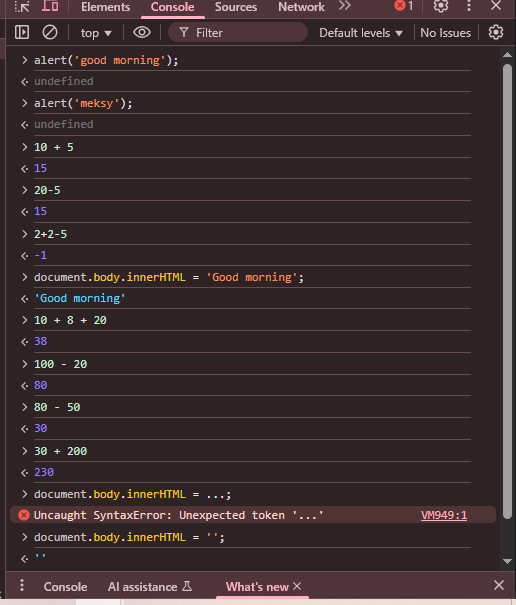 Elements Console Sources Network 1
top Filter Default levels No Issues
alert('good morning');
undefined
alert('meksy');
undefined
10 + 5
15
20-5
15
2+2-5
-1
document.body.innerHTML = 'Good morning';
'Good morning'
10 + 8 + 20
38
100 - 20
80
80 - 50
30
30 + 200
230
document.body.innerHTML = ...;
Uncaught SyntaxError: Unexpected token '...' VM949:1
document.body.innerHTML = '';
''
Console AI assistance What's new